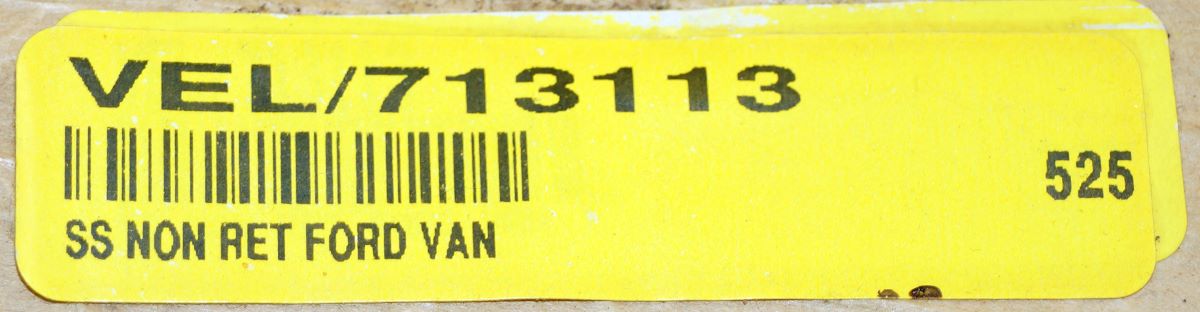 VEL/713113
525
SS NON RET FORD VAN